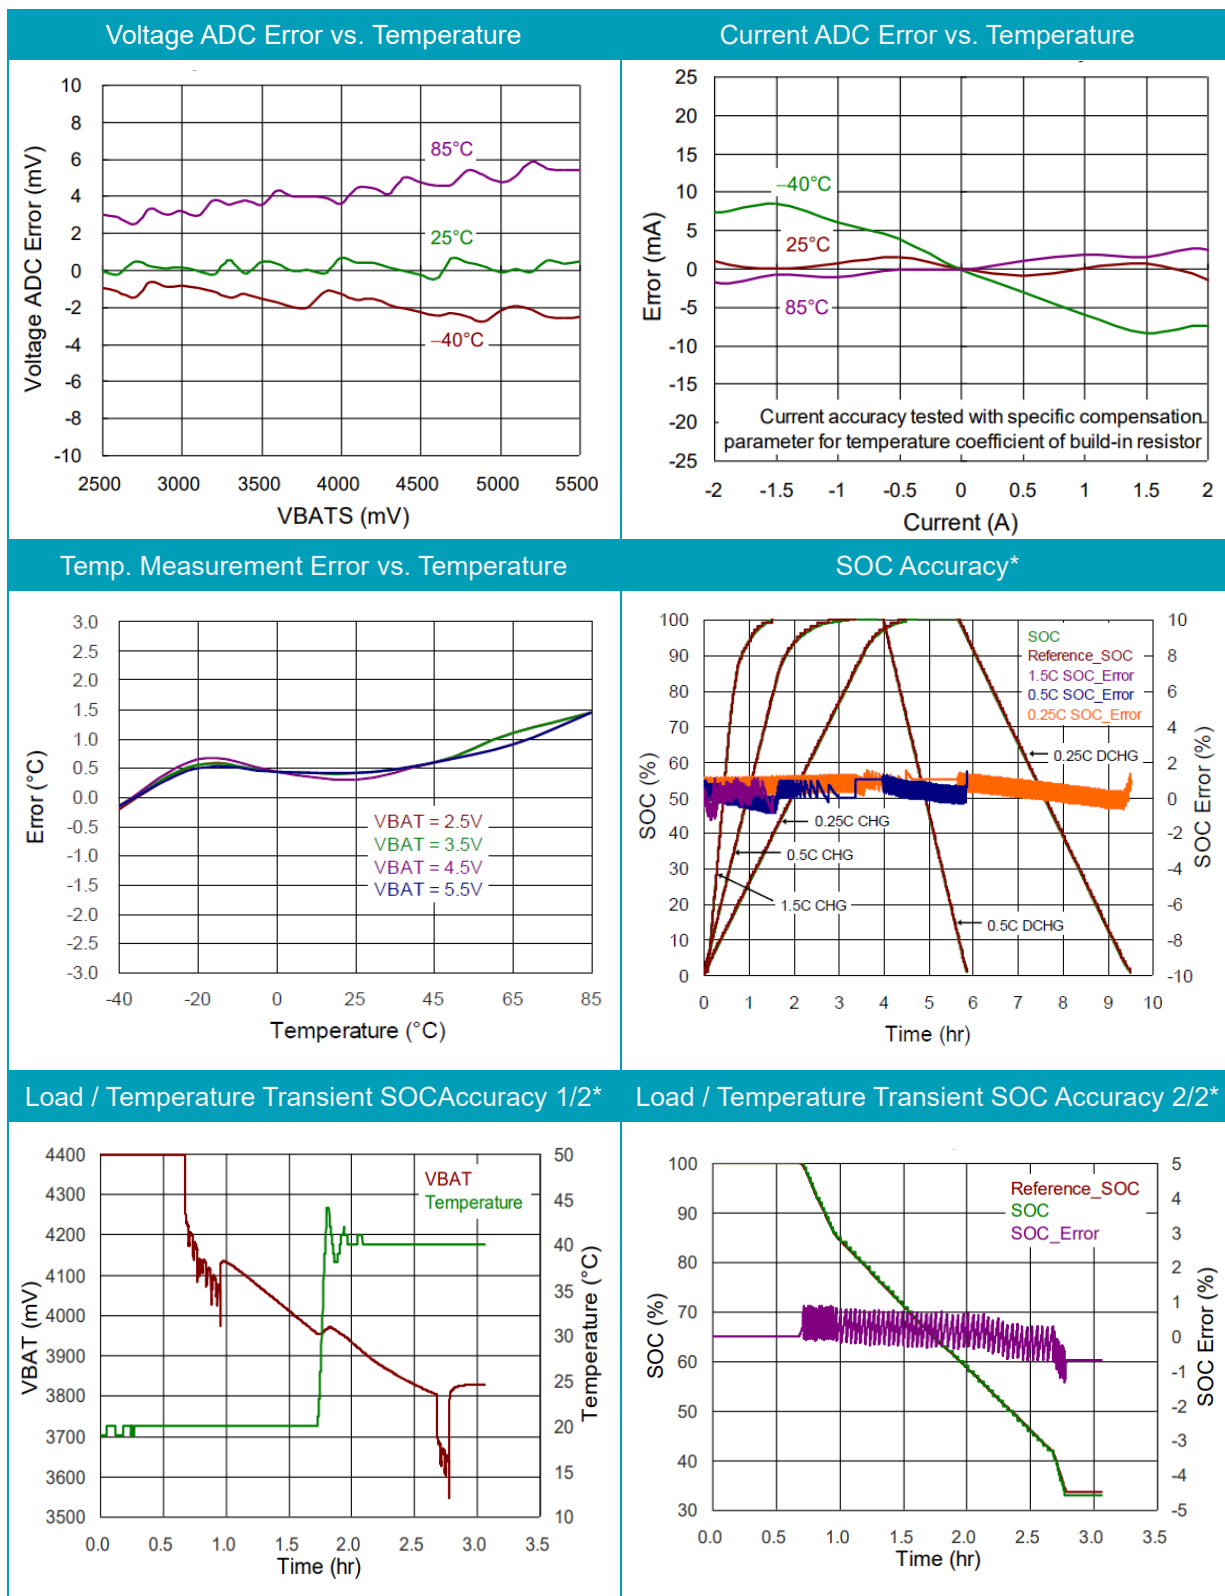 Voltage ADC Error vs. Temperature
Voltage ADC Error (mV)
10
8
6
4
2
0
-2
-4
-6
-8
-10
85°C
25°C
–40°C
2500 3000 3500 4000 4500 5000 5500
VBATS (mV)
Current ADC Error vs. Temperature
Error (mA)
25
20
15
10
5
0
-5
-10
-15
-20
-25
–40°C
25°C
85°C
Current accuracy tested with specific compensation
parameter for temperature coefficient of build-in resistor
-2 -1.5 -1 -0.5 0 0.5 1 1.5 2
Current (A)
Temp. Measurement Error vs. Temperature
Error (°C)
3.0
2.5
2.0
1.5
1.0
0.5
0.0
-0.5
-1.0
-1.5
-2.0
-2.5
-3.0
VBAT = 2.5V
VBAT = 3.5V
VBAT = 4.5V
VBAT = 5.5V
-40 -20 0 25 45 65 85
Temperature (°C)
SOC Accuracy*
SOC (%)
100
90
80
70
60
50
40
30
20
10
0
SOC
Reference_SOC
1.5C SOC_Error
0.5C SOC_Error
0.25C SOC_Error
0.25C DCHG
0.25C CHG
0.5C CHG
1.5C CHG
0.5C DCHG
10
8
6
4
2
0
-2
-4
-6
-8
-10
SOC Error (%)
0 1 2 3 4 5 6 7 8 9 10
Time (hr)
Load / Temperature Transient SOCAccuracy 1/2*
VBAT (mV)
4400
4300
4200
4100
4000
3900
3800
3700
3600
3500
VBAT
Temperature
50
45
40
35
30
25
20
15
10
Temperature (°C)
0.0 0.5 1.0 1.5 2.0 2.5 3.0 3.5
Time (hr)
Load / Temperature Transient SOC Accuracy 2/2*
SOC (%)
100
90
80
70
60
50
40
30
Reference_SOC
SOC
SOC_Error
5
4
3
2
1
0
-1
-2
-3
-4
-5
SOC Error (%)
0.0 0.5 1.0 1.5 2.0 2.5 3.0 3.5
Time (hr)